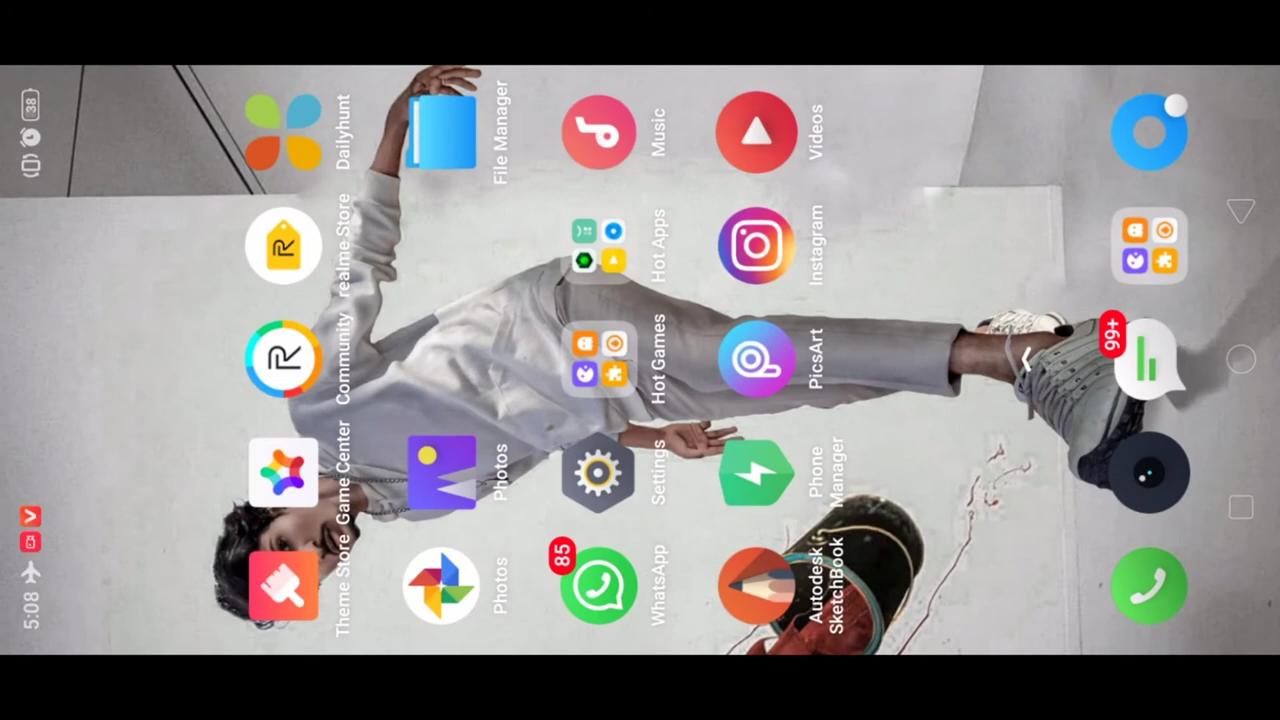 5:08
38
Theme Store
Game Center
Community
realme Store
Dailyhunt
Photos
Photos
File Manager
85
WhatsApp
Settings
Hot Games
Hot Apps
Music
Autodesk
SketchBook
Phone
Manager
PicsArt
Instagram
Videos
99+